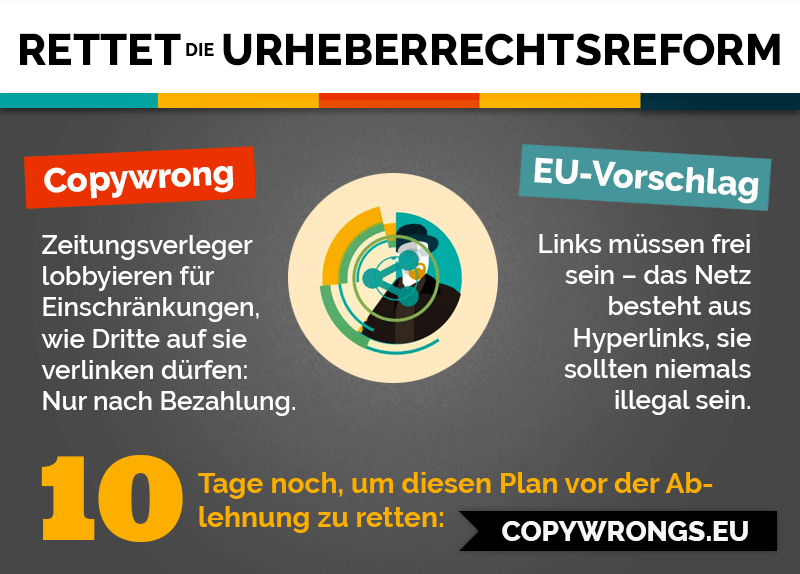 RETTET DIE URHEBERRECHTSREFORM
Copywrong
Zeitungsverleger
lobbyieren für
Einschränkungen,
wie Dritte auf sie
verlinken dürfen:
Nur nach Bezahlung.
EU-Vorschlag
Links müssen frei
sein – das Netz
besteht aus
Hyperlinks, sie
sollten niemals
illegal sein.
10
Tage noch, um diesen Plan vor der Ab-
lehnung zu retten:
COPYWRONGS.EU